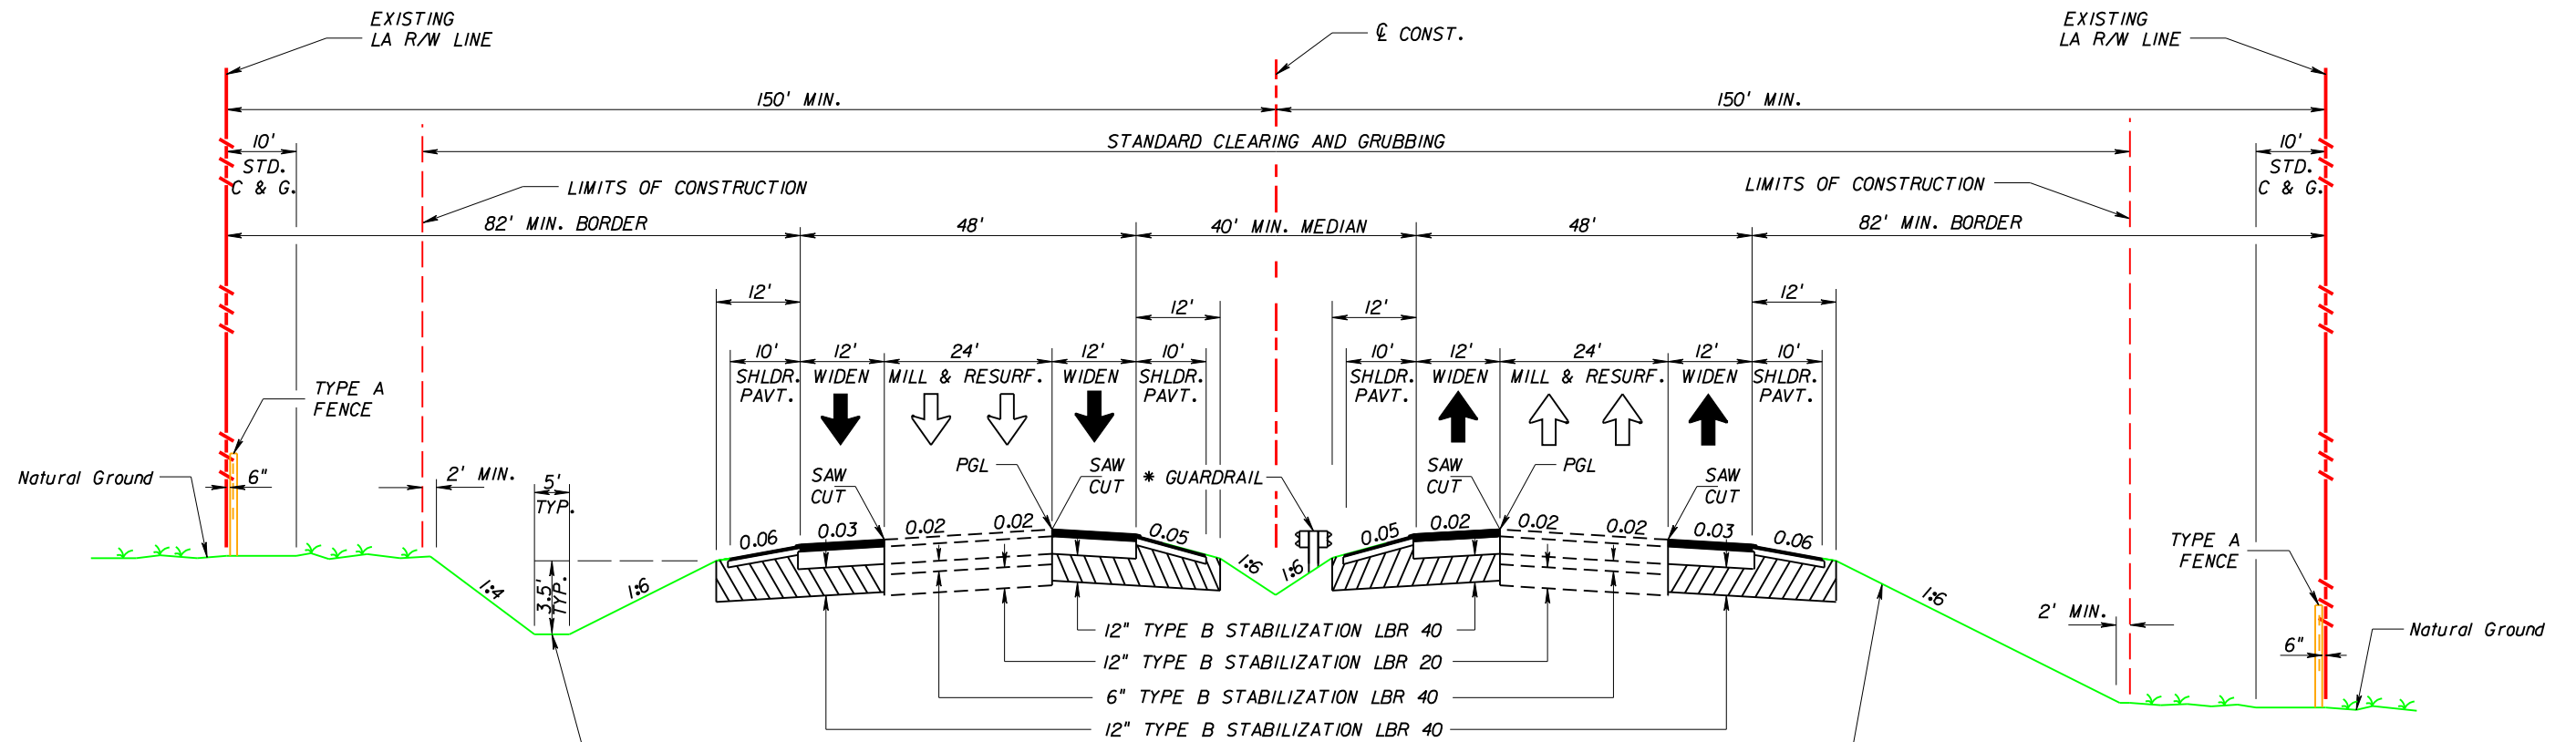 EXISTING
LA R/W LINE
℄ CONST.
EXISTING
LA R/W LINE
150' MIN.
150' MIN.
10'
STD.
C & G.
STANDARD CLEARING AND GRUBBING
10'
STD.
C & G.
LIMITS OF CONSTRUCTION
LIMITS OF CONSTRUCTION
82' MIN. BORDER
48'
40' MIN. MEDIAN
48'
82' MIN. BORDER
12'
12'
12'
12'
10'
SHLDR.
PAVT.
12'
WIDEN
24'
MILL & RESURF.
12'
WIDEN
10'
SHLDR.
PAVT.
10'
SHLDR.
PAVT.
12'
WIDEN
24'
MILL & RESURF.
12'
WIDEN
10'
SHLDR.
PAVT.
TYPE A
FENCE
Natural Ground
6"
2' MIN.
5'
TYP.
SAW
CUT
PGL
SAW
CUT
* GUARDRAIL
SAW
CUT
PGL
SAW
CUT
0.06
0.03
0.02
0.02
0.05
0.05
0.02
0.02
0.02
0.03
0.06
1:4
3.5'
TYP.
1:6
1:6
1:6
1:6
TYPE A
FENCE
2' MIN.
6"
Natural Ground
12" TYPE B STABILIZATION LBR 40
12" TYPE B STABILIZATION LBR 20
6" TYPE B STABILIZATION LBR 40
12" TYPE B STABILIZATION LBR 40